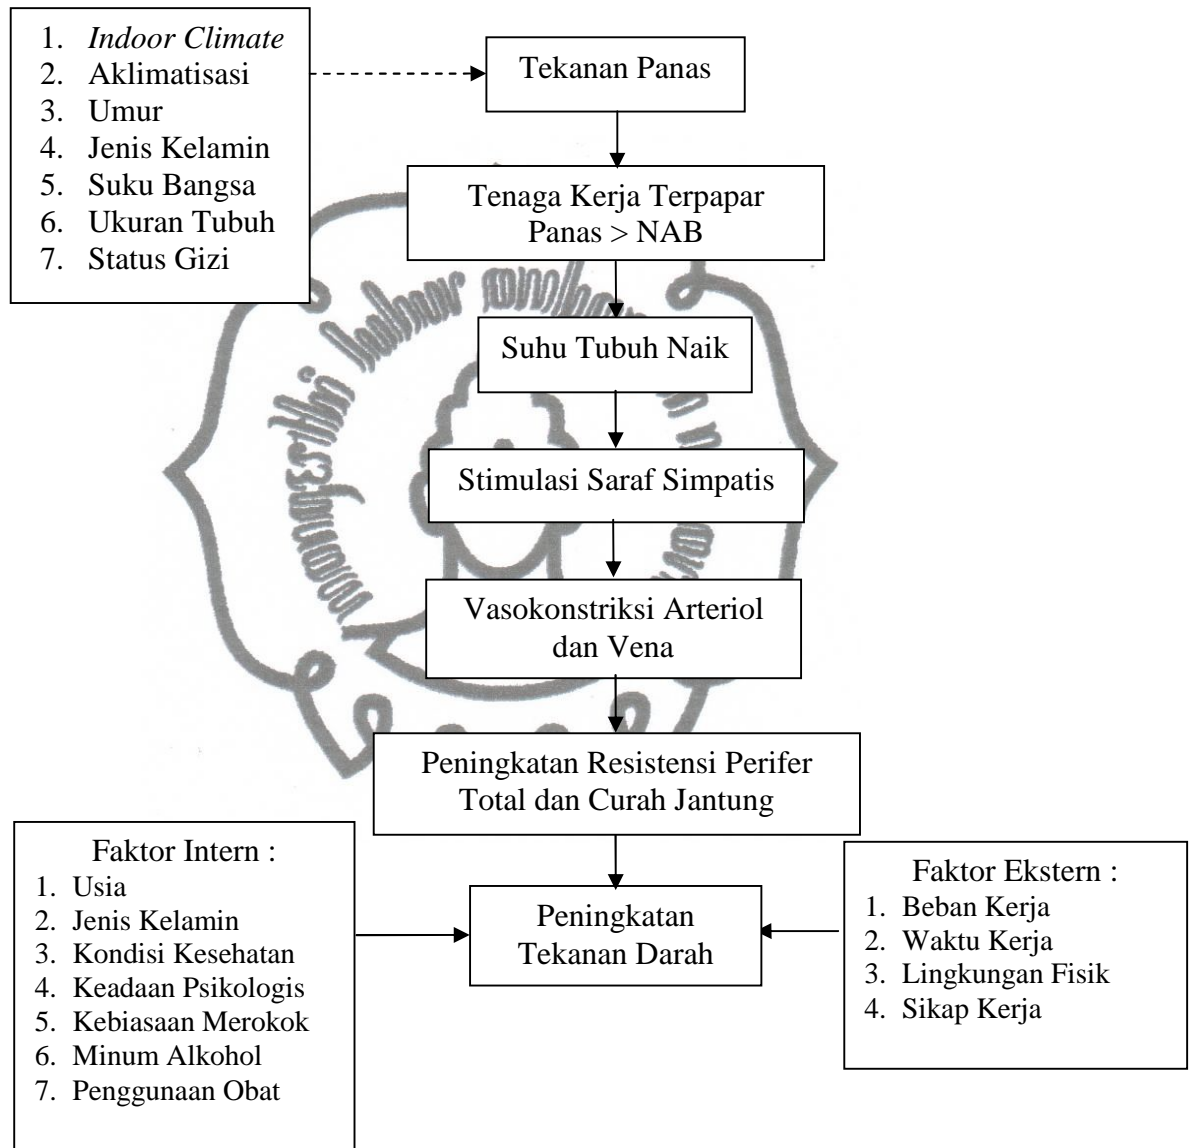 1. Indoor Climate
2. Aklimatisasi
3. Umur
4. Jenis Kelamin
5. Suku Bangsa
6. Ukuran Tubuh
7. Status Gizi
Tekanan Panas
Tenaga Kerja Terpapar
Panas > NAB
Suhu Tubuh Naik
Stimulasi Saraf Simpatis
Vasokonstriksi Arteriol
dan Vena
Peningkatan Resistensi Perifer
Total dan Curah Jantung
Faktor Intern :
1. Usia
2. Jenis Kelamin
3. Kondisi Kesehatan
4. Keadaan Psikologis
5. Kebiasaan Merokok
6. Minum Alkohol
7. Penggunaan Obat
Peningkatan
Tekanan Darah
Faktor Ekstern :
1. Beban Kerja
2. Waktu Kerja
3. Lingkungan Fisik
4. Sikap Kerja